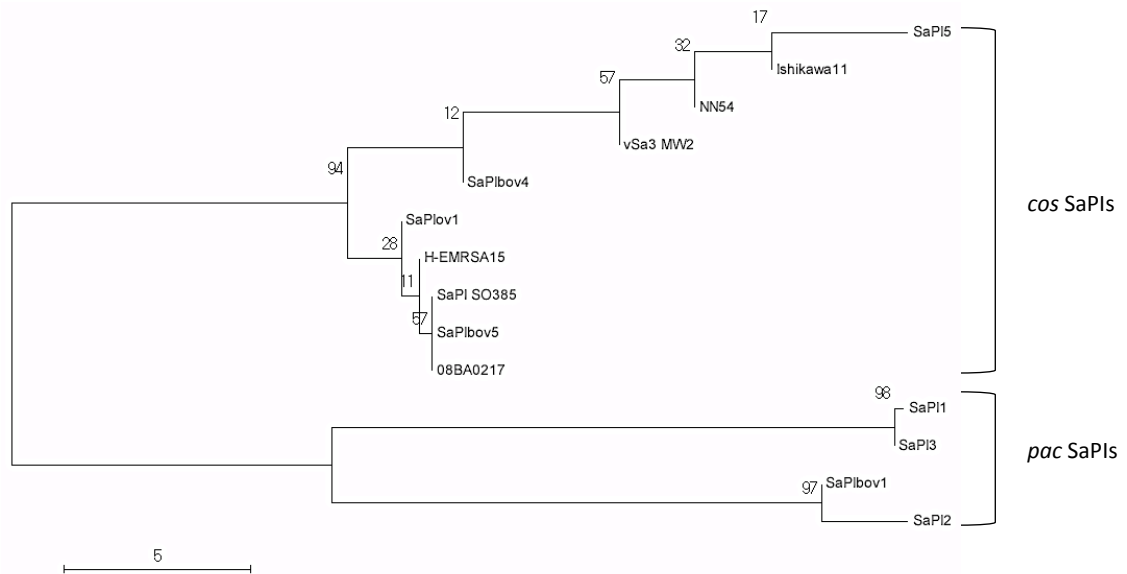 17
SaPI5
32
Ishikawa11
57
NN54
12
vSa3 MW2
94
SaPIbov4
cos SaPIs
SaPIov1
28
H-EMRSA15
11
SaPI SO385
57
SaPIbov5
08BA0217
98
SaPI1
SaPI3
pac SaPIs
97
SaPIbov1
SaPI2
5